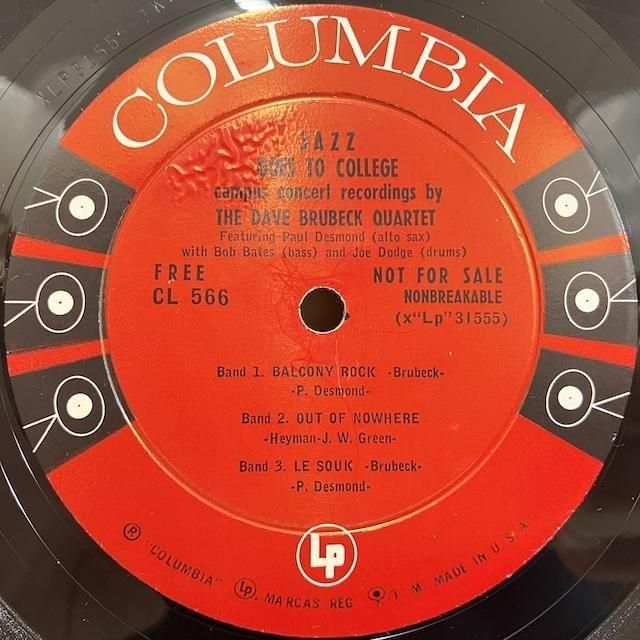 COLUMBIA
JAZZ
GOES TO COLLEGE
campus concert recordings by
THE DAVE BRUBECK QUARTET
Featuring Paul Desmond (alto sax)
with Bob Bates (bass) and Joe Dodge (drums)
FREE
CL 566
NOT FOR SALE
NONBREAKABLE
(x"Lp"31555)
Band 1. BALCONY ROCK -Brubeck-
-P. Desmond-
Band 2. OUT OF NOWHERE
-Heyman-J. W. Green-
Band 3. LE SOUK -Brubeck-
-P. Desmond-
Lp
® "COLUMBIA" Lp, MARCAS REG T. M. MADE IN U.S.A.